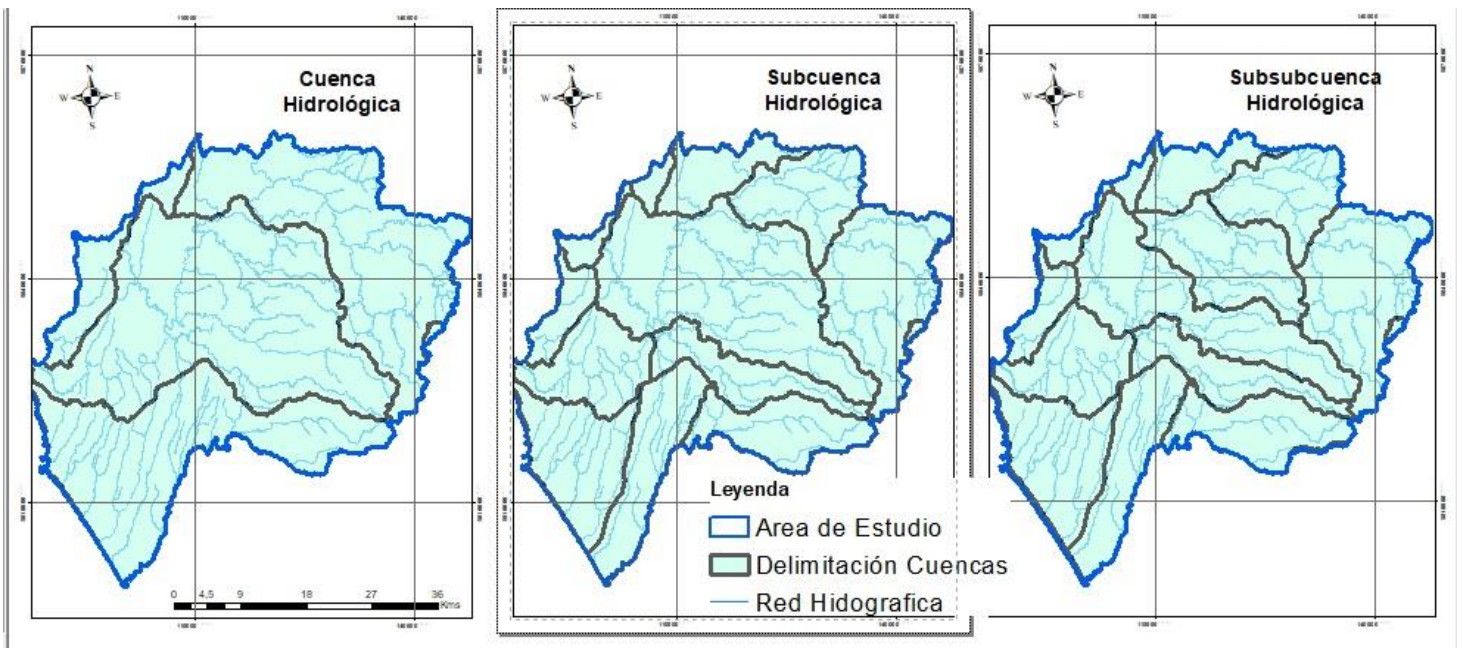 Cuenca
Hidrológica
N
W E
S
0 4,5 9 18 27 36
Kms
Subcuenca
Hidrológica
N
W E
S
Leyenda
Area de Estudio
Delimitación Cuencas
Red Hidografica
Subsubcuenca
Hidrológica
N
W E
S